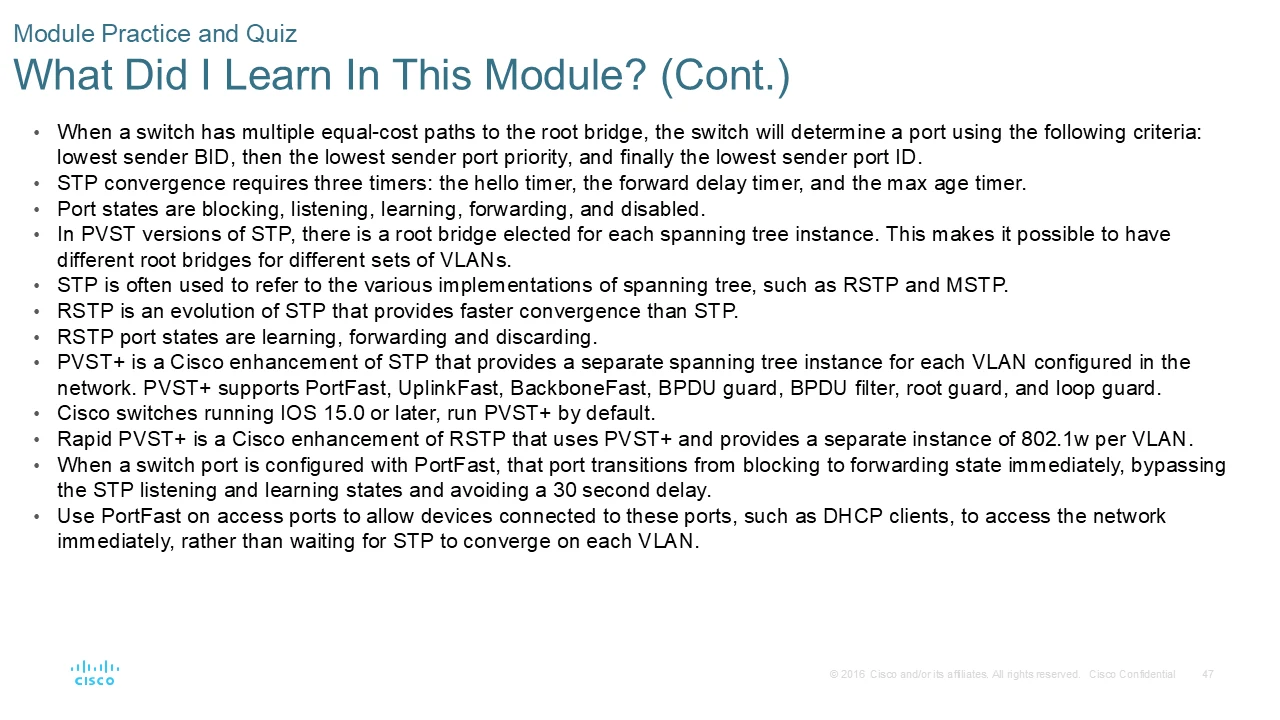 Module Practice and Quiz
What Did I Learn In This Module? (Cont.)
• When a switch has multiple equal-cost paths to the root bridge, the switch will determine a port using the following criteria:
lowest sender BID, then the lowest sender port priority, and finally the lowest sender port ID.
• STP convergence requires three timers: the hello timer, the forward delay timer, and the max age timer.
• Port states are blocking, listening, learning, forwarding, and disabled.
• In PVST versions of STP, there is a root bridge elected for each spanning tree instance. This makes it possible to have
different root bridges for different sets of VLANs.
• STP is often used to refer to the various implementations of spanning tree, such as RSTP and MSTP.
• RSTP is an evolution of STP that provides faster convergence than STP.
• RSTP port states are learning, forwarding and discarding.
• PVST+ is a Cisco enhancement of STP that provides a separate spanning tree instance for each VLAN configured in the
network. PVST+ supports PortFast, UplinkFast, BackboneFast, BPDU guard, BPDU filter, root guard, and loop guard.
• Cisco switches running IOS 15.0 or later, run PVST+ by default.
• Rapid PVST+ is a Cisco enhancement of RSTP that uses PVST+ and provides a separate instance of 802.1w per VLAN.
• When a switch port is configured with PortFast, that port transitions from blocking to forwarding state immediately, bypassing
the STP listening and learning states and avoiding a 30 second delay.
• Use PortFast on access ports to allow devices connected to these ports, such as DHCP clients, to access the network
immediately, rather than waiting for STP to converge on each VLAN.
CISCO
© 2016 Cisco and/or its affiliates. All rights reserved. Cisco Confidential 47